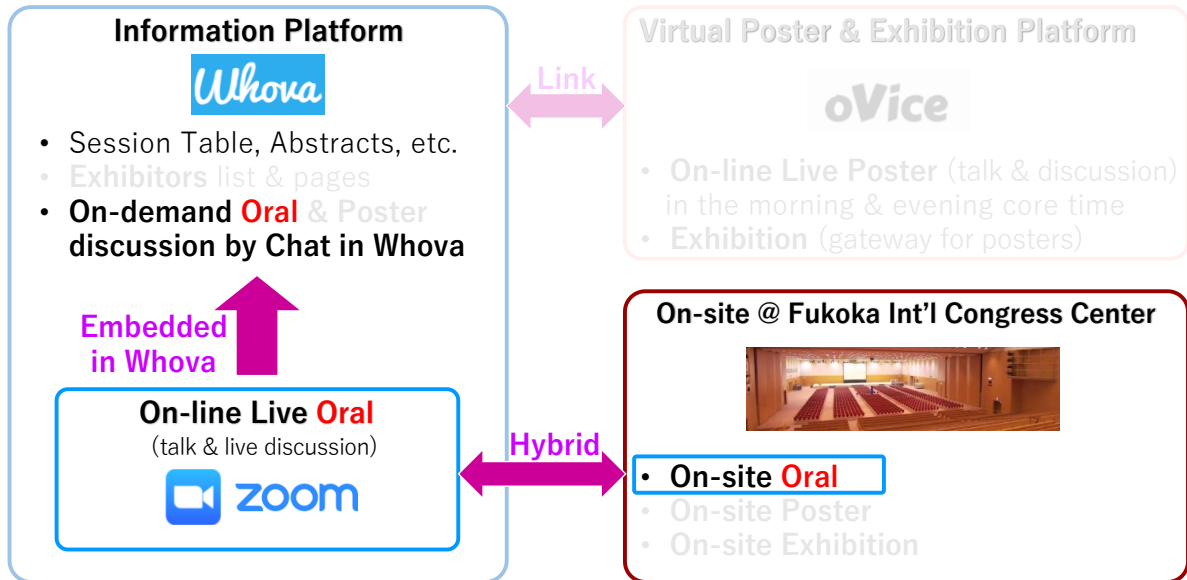 Information Platform
Whova
• Session Table, Abstracts, etc.
• Exhibitors list & pages
• On-demand Oral & Poster
discussion by Chat in Whova
Embedded
in Whova
On-line Live Oral
(talk & live discussion)
zoom
Link
Hybrid
Virtual Poster & Exhibition Platform
oVice
• On-line Live Poster (talk & discussion)
in the morning & evening core time
• Exhibition (gateway for posters)
On-site @ Fukoka Int’l Congress Center
• On-site Oral
• On-site Poster
• On-site Exhibition